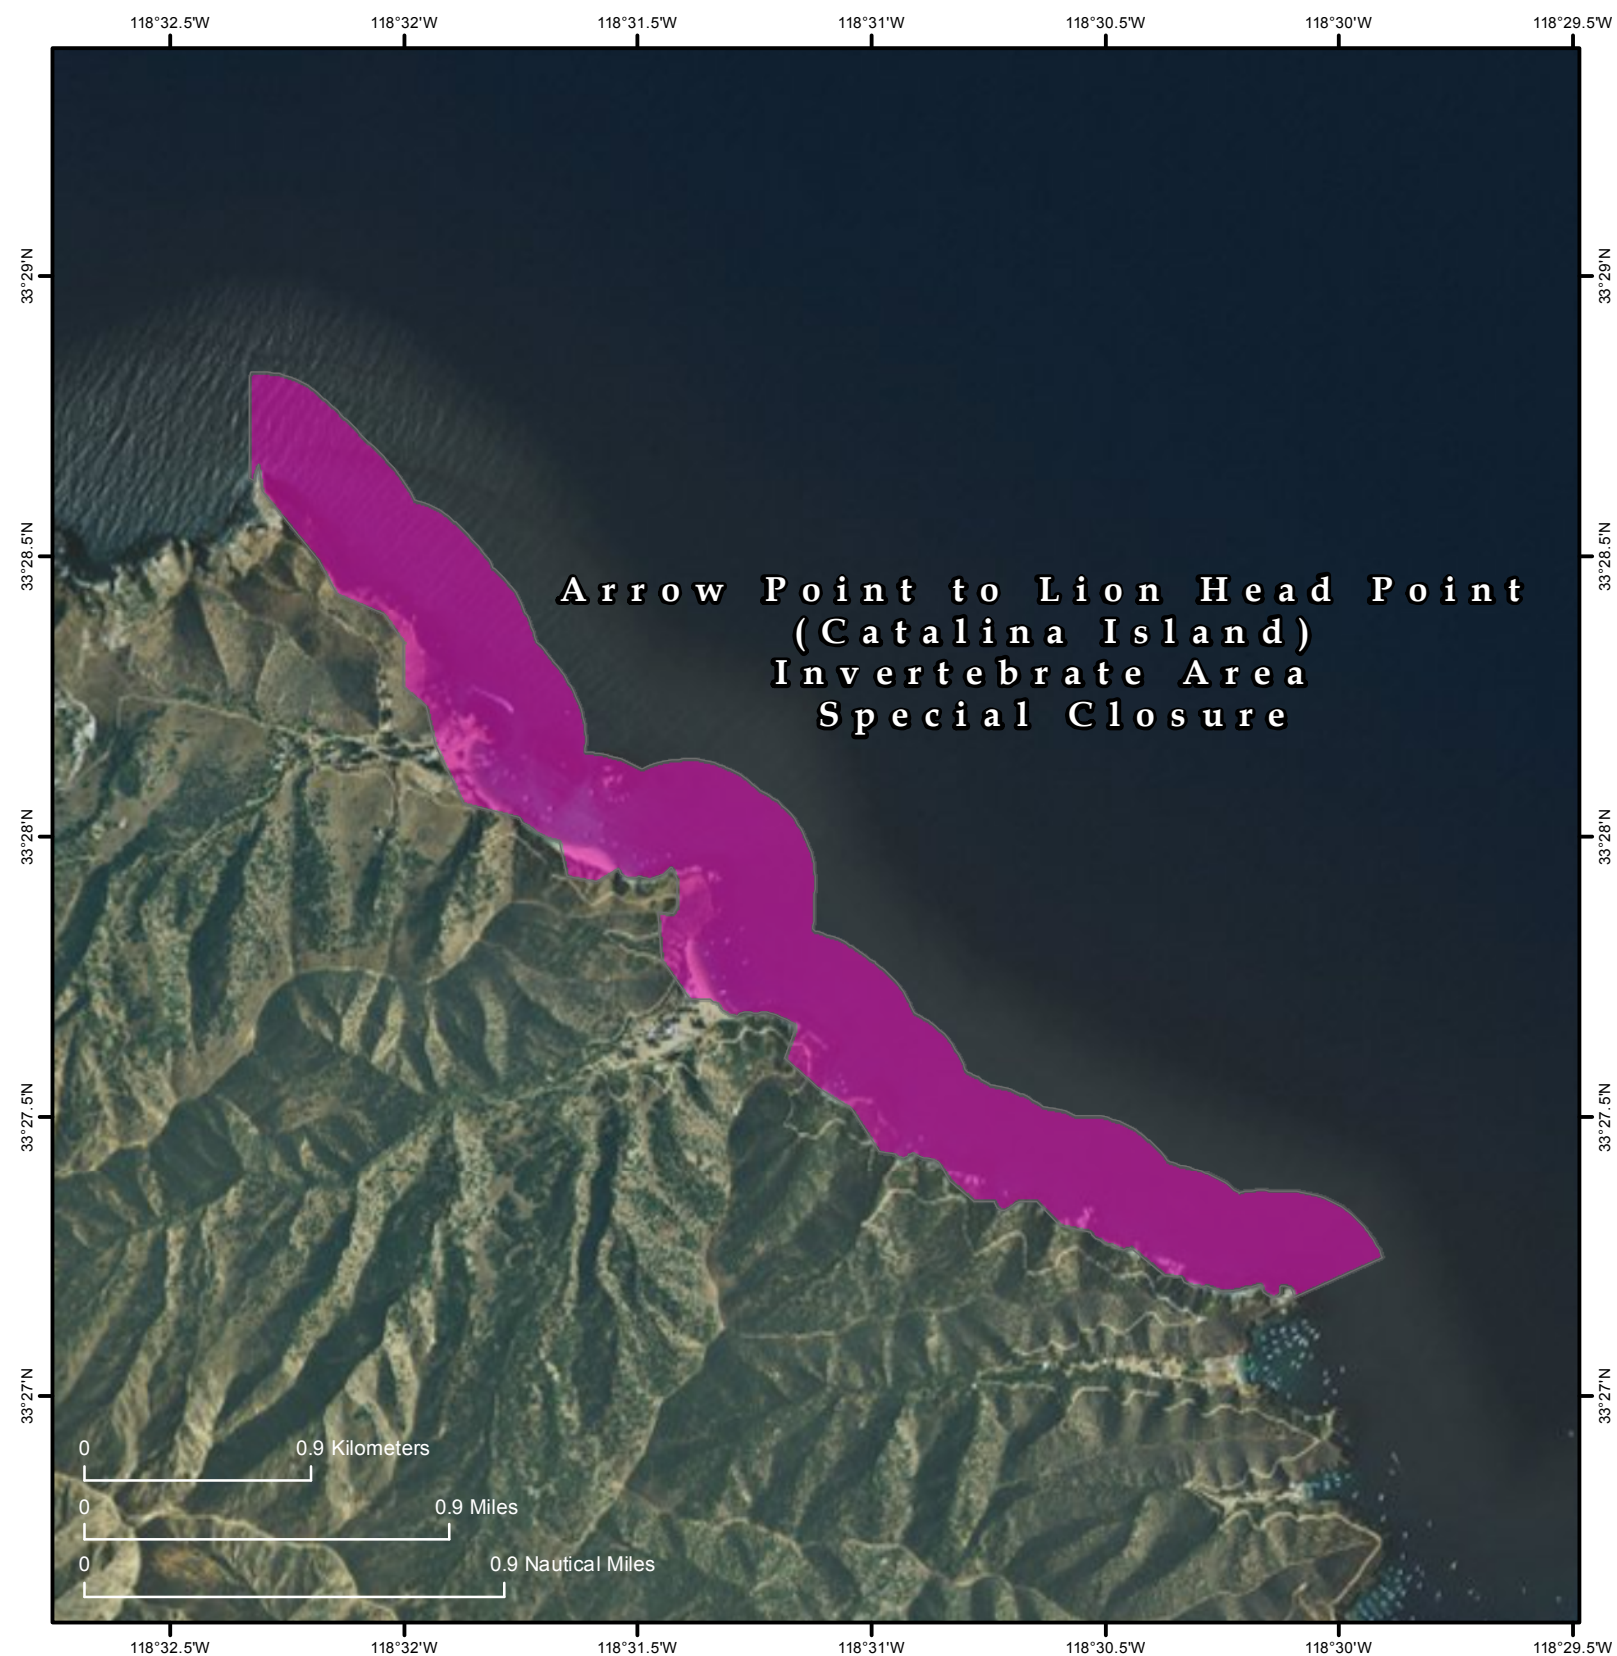 118°32.5'W 118°32'W 118°31.5'W 118°31'W 118°30.5'W 118°30'W 118°29.5'W
33°29'N 33°29'N
33°28.5'N 33°28.5'N
Arrow Point to Lion Head Point
(Catalina Island)
Invertebrate Area
Special Closure
33°28'N 33°28'N
33°27.5'N 33°27.5'N
33°27'N 33°27'N
0 0.9 Kilometers
0 0.9 Miles
0 0.9 Nautical Miles
118°32.5'W 118°32'W 118°31.5'W 118°31'W 118°30.5'W 118°30'W 118°29.5'W